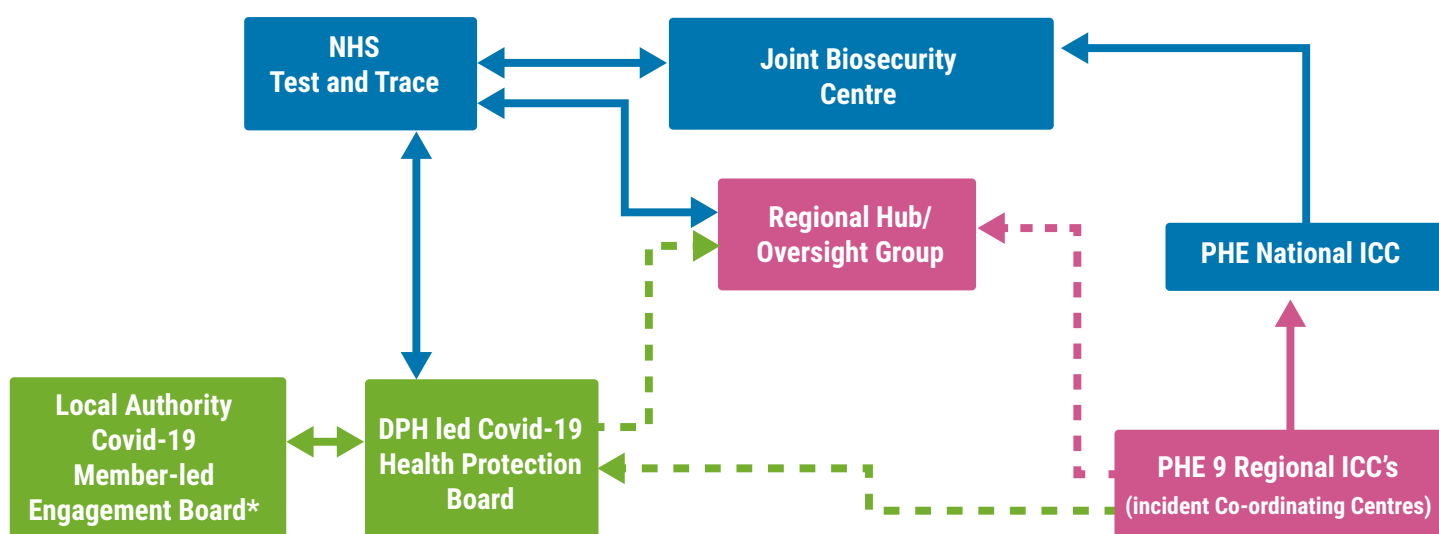 NHS
Test and Trace
Joint Biosecurity
Centre
Regional Hub/
Oversight Group
PHE National ICC
Local Authority
Covid-19
Member-led
Engagement Board*
DPH led Covid-19
Health Protection
Board
PHE 9 Regional ICC's
(incident Co-ordinating Centres)